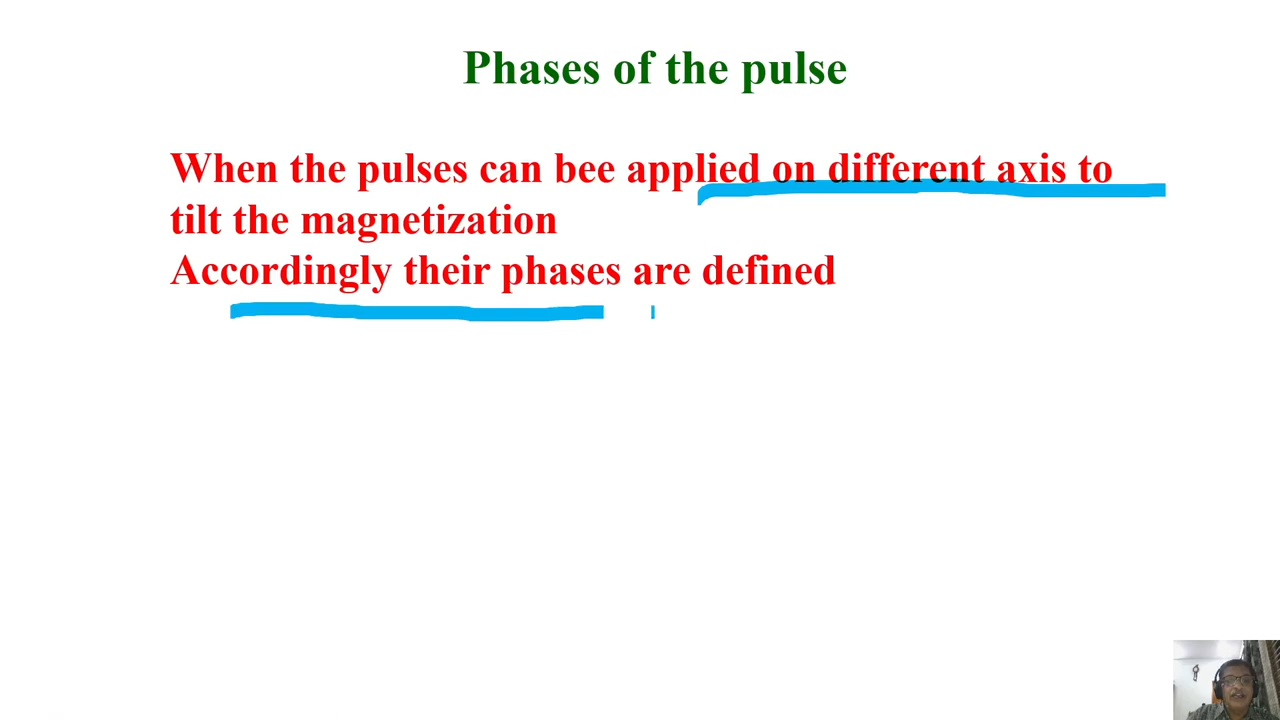 Phases of the pulse
When the pulses can bee applied on different axis to
tilt the magnetization
Accordingly their phases are defined